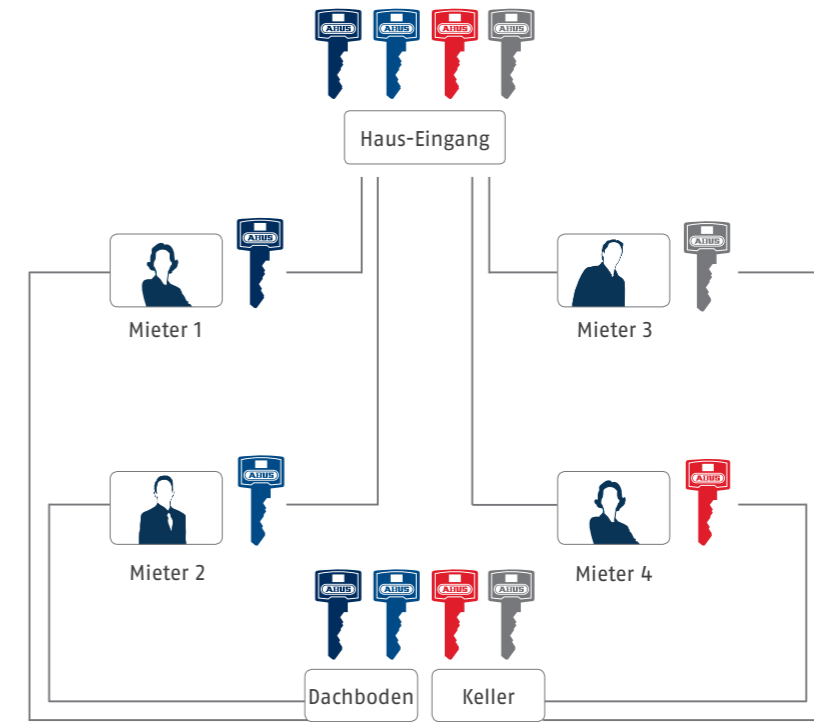 ABUS ABUS ABUS ABUS
Haus-Eingang
ABUS
ABUS
Mieter 1
Mieter 3
ABUS
ABUS
Mieter 2
Mieter 4
ABUS ABUS ABUS ABUS
Dachboden
Keller